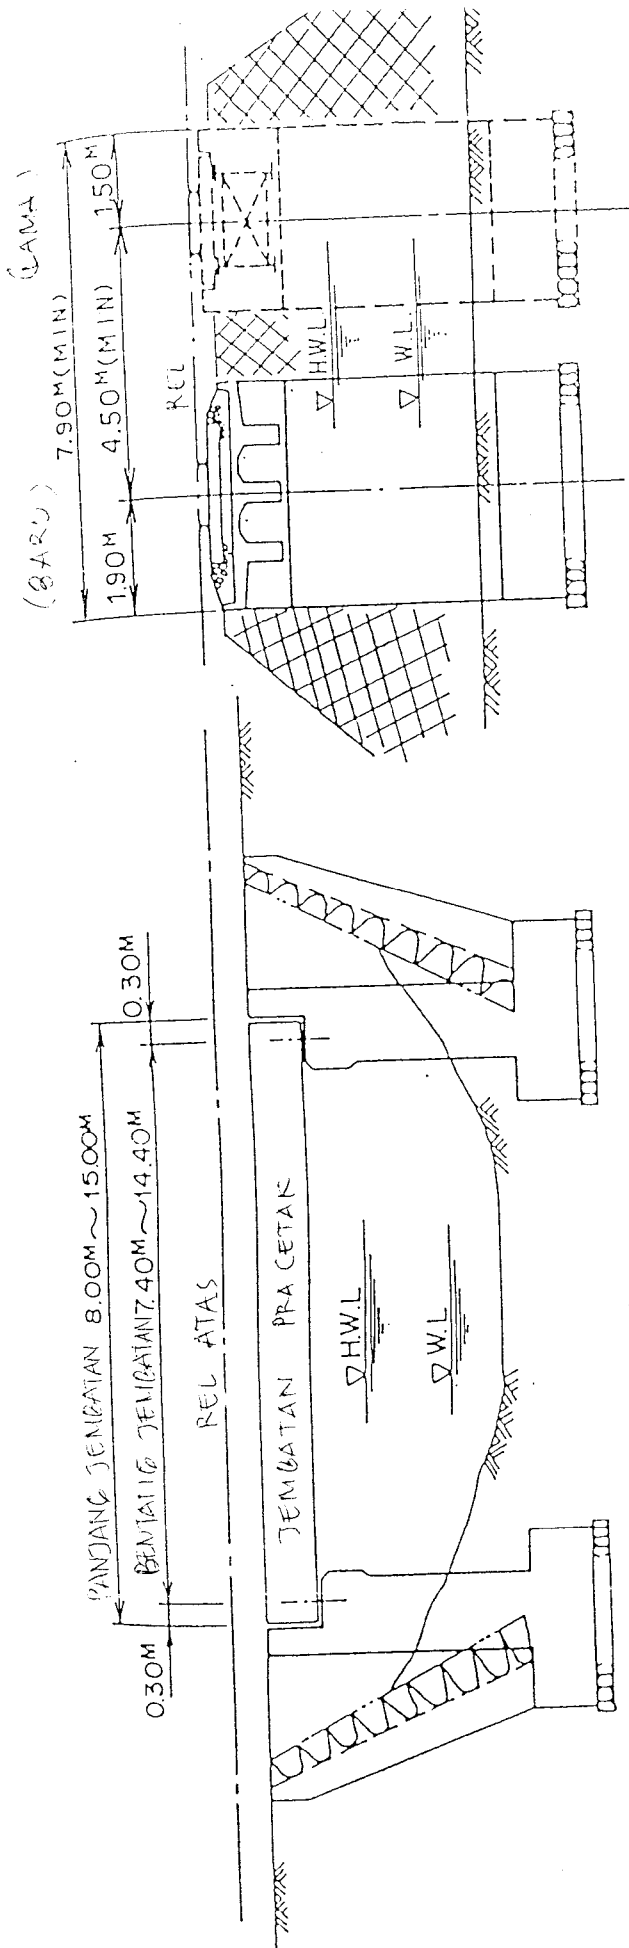 PANJANG JEMBATAN 8.00M～15.00M
0.30M
BENTANG JEMBATAN 7.40M～14.40M
0.30M
REL ATAS
JEMBATAN PRA CETAK
H.W.L
W.L
(BARU)
(LAMA)
7.90M(MIN)
1.90M
4.50M(MIN)
1.50M
REL
H.W.L.
W.L.